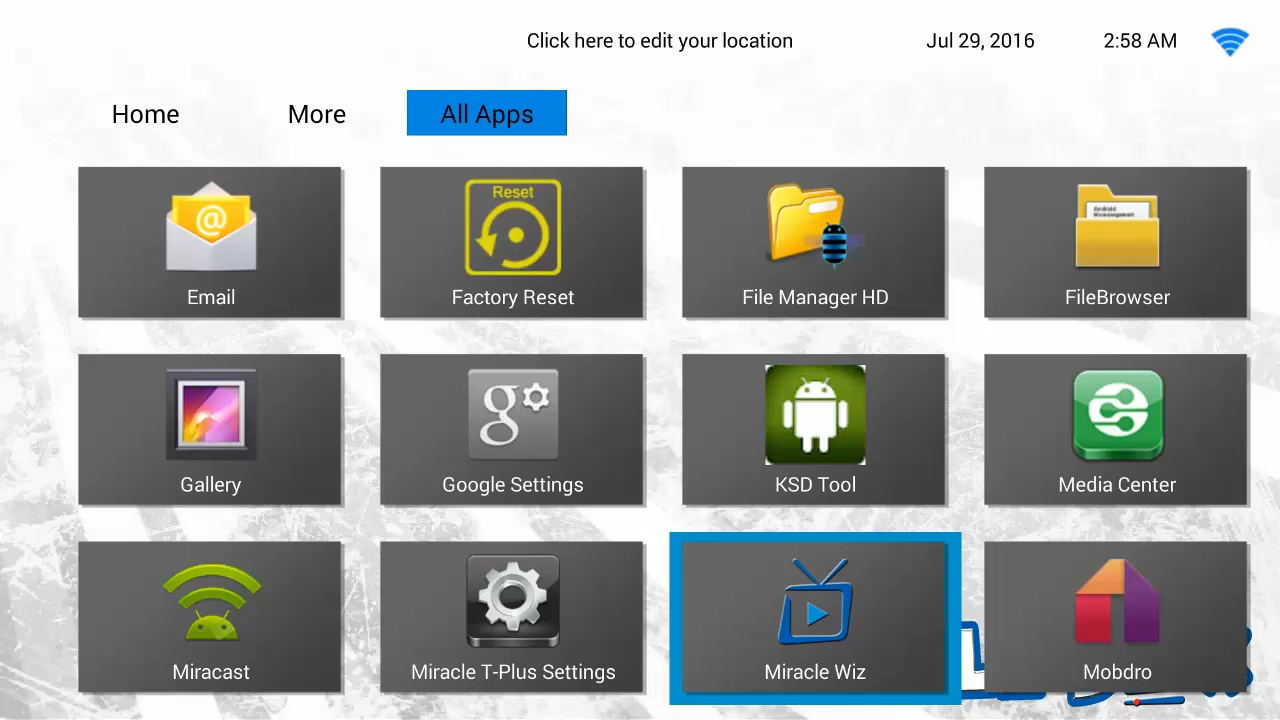 Click here to edit your location
Jul 29, 2016
2:58 AM
Home
More
All Apps
Reset
Email
Factory Reset
File Manager HD
FileBrowser
Gallery
Google Settings
KSD Tool
Media Center
Miracast
Miracle T-Plus Settings
Miracle Wiz
Mobdro